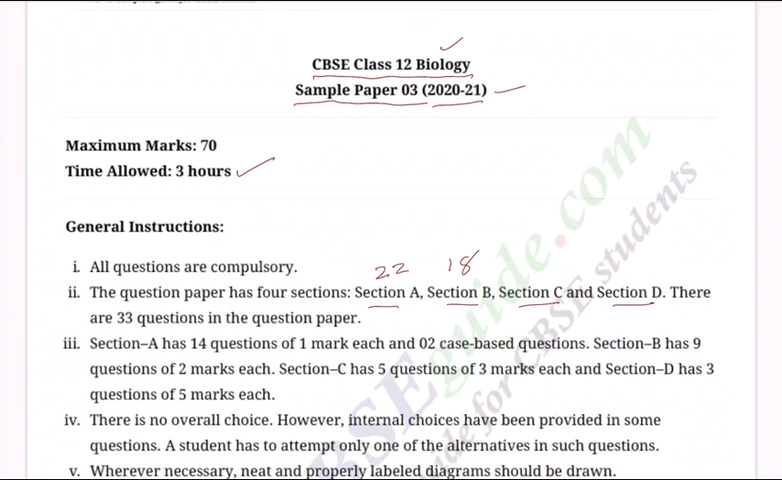 CBSE Class 12 Biology
Sample Paper 03 (2020-21)
Maximum Marks: 70
Time Allowed: 3 hours
General Instructions:
i. All questions are compulsory.
22 18
ii. The question paper has four sections: Section A, Section B, Section C and Section D. There
are 33 questions in the question paper.
iii. Section–A has 14 questions of 1 mark each and 02 case-based questions. Section–B has 9
questions of 2 marks each. Section–C has 5 questions of 3 marks each and Section–D has 3
questions of 5 marks each.
iv. There is no overall choice. However, internal choices have been provided in some
questions. A student has to attempt only one of the alternatives in such questions.
v. Wherever necessary, neat and properly labeled diagrams should be drawn.
BSEguide.com
uide for CBSE students